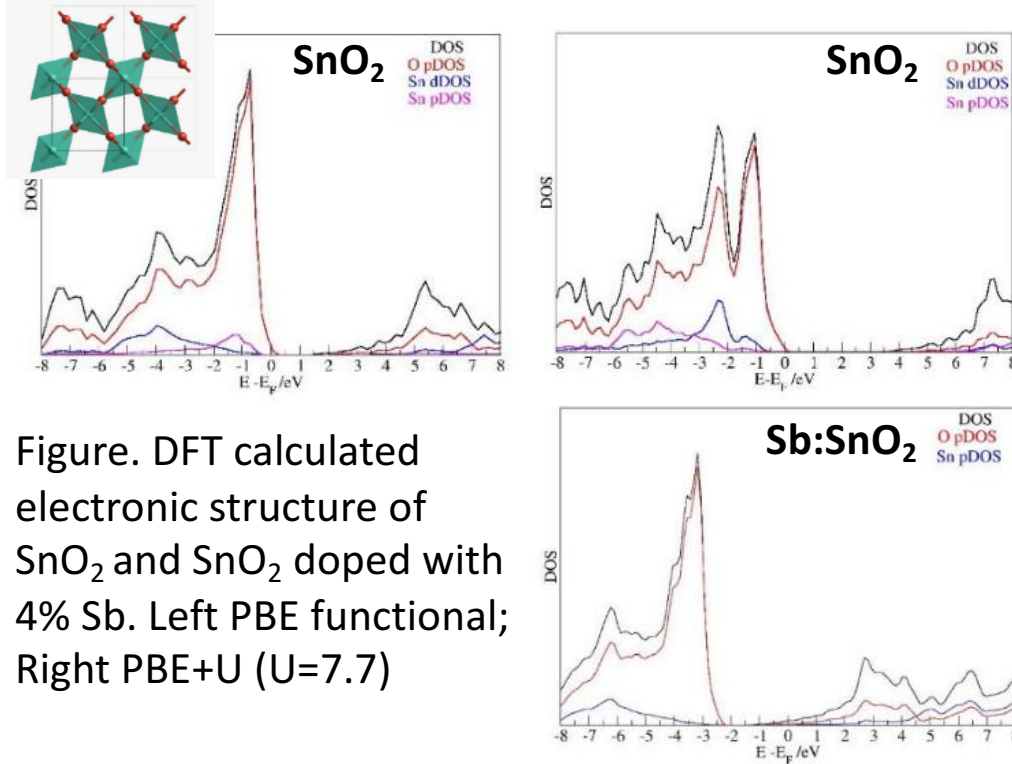 SnO₂
DOS
O pDOS
Sn dDOS
Sn pDOS
DOS
-8 -7 -6 -5 -4 -3 -2 -1 0 1 2 3 4 5 6 7 8
E -E_F /eV
SnO₂
DOS
O pDOS
Sn dDOS
Sn pDOS
DOS
-8 -7 -6 -5 -4 -3 -2 -1 0 1 2 3 4 5 6 7 8
E -E_F /eV
Figure. DFT calculated
electronic structure of
SnO₂ and SnO₂ doped with
4% Sb. Left PBE functional;
Right PBE+U (U=7.7)
Sb:SnO₂
DOS
O pDOS
Sn pDOS
DOS
-8 -7 -6 -5 -4 -3 -2 -1 0 1 2 3 4 5 6 7 8
E -E_F /eV